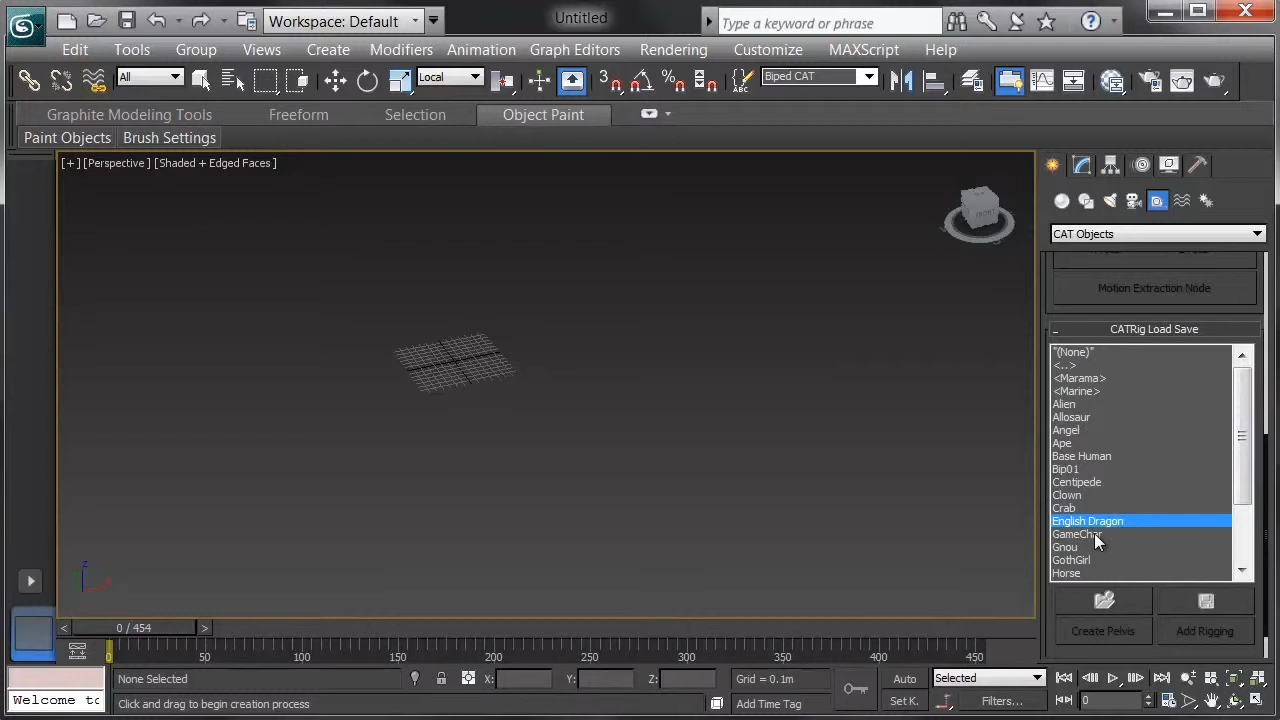 Workspace: Default
Untitled
Type a keyword or phrase
Edit Tools Group Views Create Modifiers Animation Graph Editors Rendering Customize MAXScript Help
All
Local
3
%
ABC
Biped CAT
Graphite Modeling Tools Freeform Selection Object Paint
Paint Objects Brush Settings
[+] [Perspective] [Shaded + Edged Faces]
FRONT
CAT Objects
Motion Extraction Node
- CATRig Load Save
"(None)"
<..>
<Marama>
<Marine>
Alien
Allosaur
Angel
Ape
Base Human
Bip01
Centipede
Clown
Crab
English Dragon
GameChar
Gnou
GothGirl
Horse
Create Pelvis Add Rigging
z
< 0 / 454 >
0 50 100 150 200 250 300 350 400 450
None Selected X: Y: Z: Grid = 0.1m Auto Selected
Welcome to Click and drag to begin creation process Add Time Tag Set K. Filters... 0